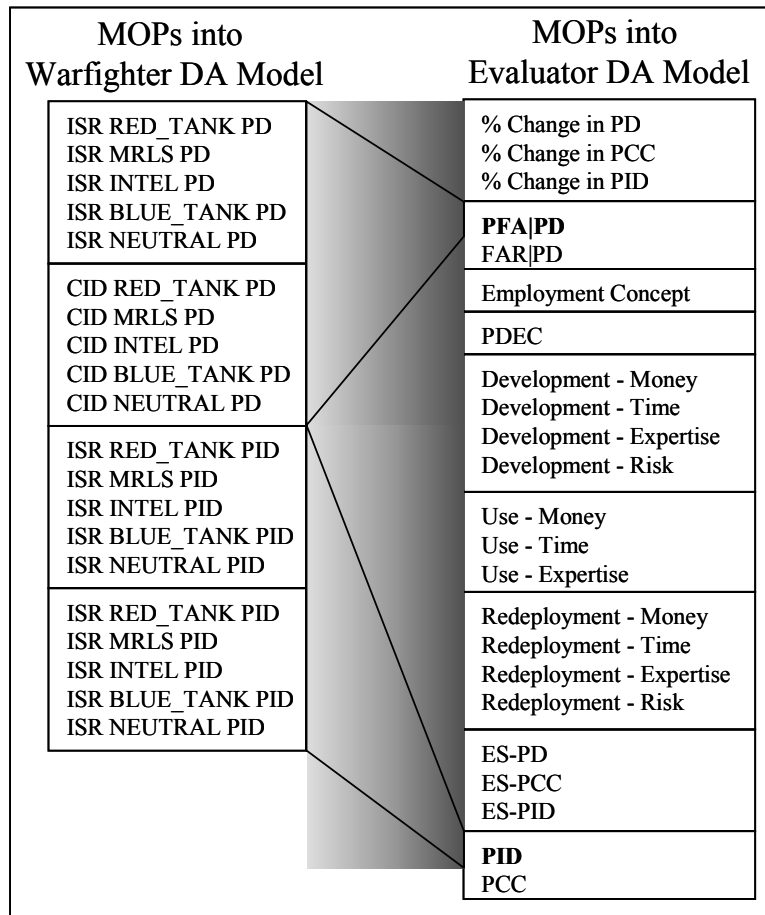 MOPs into
Warfighter DA Model
ISR RED_TANK PD
ISR MRLS PD
ISR INTEL PD
ISR BLUE_TANK PD
ISR NEUTRAL PD
CID RED_TANK PD
CID MRLS PD
CID INTEL PD
CID BLUE_TANK PD
CID NEUTRAL PD
ISR RED_TANK PID
ISR MRLS PID
ISR INTEL PID
ISR BLUE_TANK PID
ISR NEUTRAL PID
ISR RED_TANK PID
ISR MRLS PID
ISR INTEL PID
ISR BLUE_TANK PID
ISR NEUTRAL PID
MOPs into
Evaluator DA Model
% Change in PD
% Change in PCC
% Change in PID
PFA|PD
FAR|PD
Employment Concept
PDEC
Development - Money
Development - Time
Development - Expertise
Development - Risk
Use - Money
Use - Time
Use - Expertise
Redeployment - Money
Redeployment - Time
Redeployment - Expertise
Redeployment - Risk
ES-PD
ES-PCC
ES-PID
PID
PCC